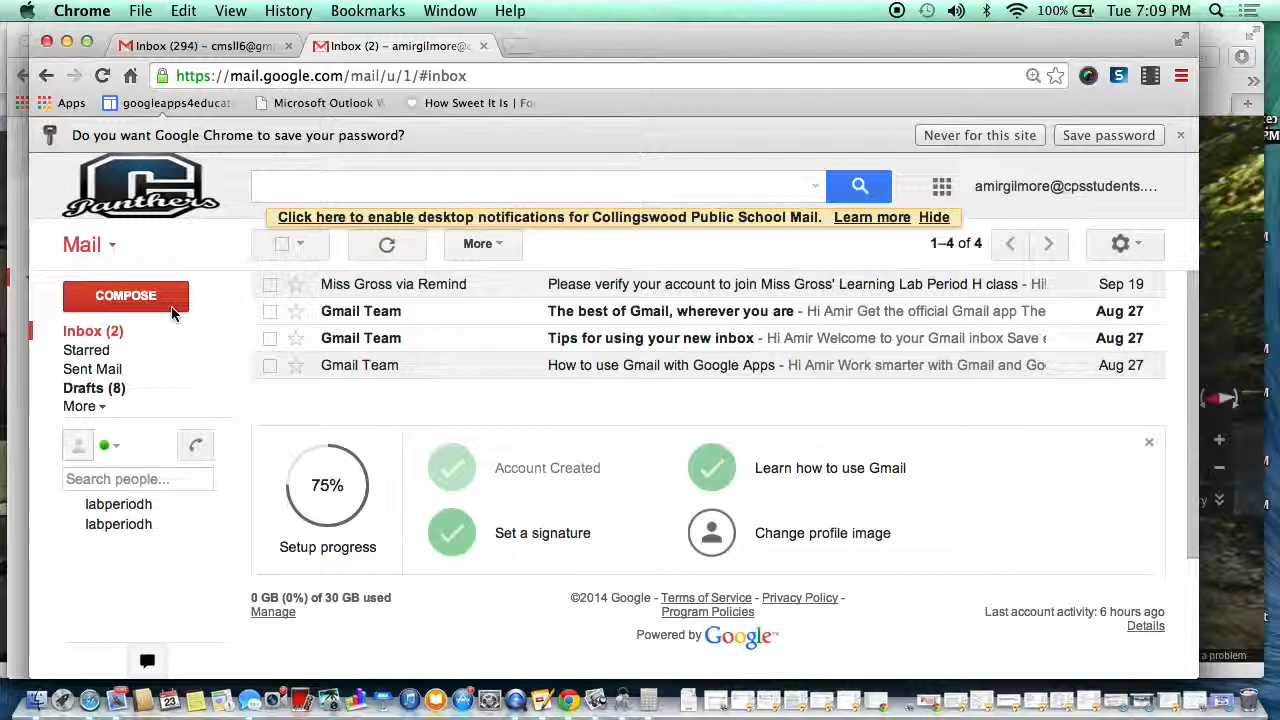 Chrome File Edit View History Bookmarks Window Help 100% Tue 7:09 PM
Inbox (294) – cmsll6@gm Inbox (2) – amirgilmore@c
https://mail.google.com/mail/u/1/#inbox
Apps googleapps4educat Microsoft Outlook W How Sweet It Is | Fo
Do you want Google Chrome to save your password? Never for this site Save password
C Panthers
amirgilmore@cpsstudents....
Click here to enable desktop notifications for Collingswood Public School Mail. Learn more Hide
Mail More 1–4 of 4
COMPOSE
Inbox (2)
Starred
Sent Mail
Drafts (8)
More
Search people...
labperiodh
labperiodh
Miss Gross via Remind Please verify your account to join Miss Gross' Learning Lab Period H class - Hi! Sep 19
Gmail Team The best of Gmail, wherever you are - Hi Amir Get the official Gmail app The Aug 27
Gmail Team Tips for using your new inbox - Hi Amir Welcome to your Gmail inbox Save e Aug 27
Gmail Team How to use Gmail with Google Apps - Hi Amir Work smarter with Gmail and Go Aug 27
75%
Setup progress
Account Created Learn how to use Gmail
Set a signature Change profile image
0 GB (0%) of 30 GB used
Manage
©2014 Google - Terms of Service - Privacy Policy -
Program Policies
Powered by Google™
Last account activity: 6 hours ago
Details
a problem
23